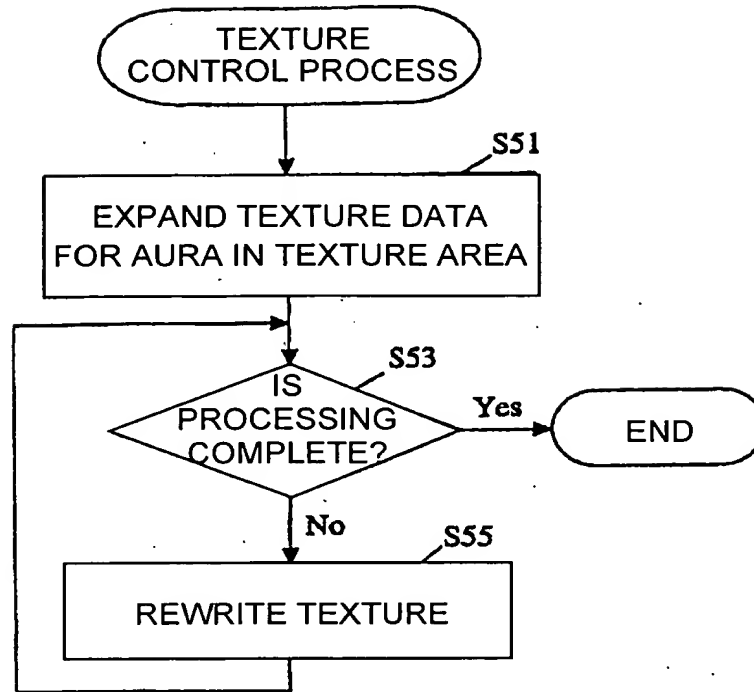 TEXTURE
CONTROL PROCESS
S51
EXPAND TEXTURE DATA
FOR AURA IN TEXTURE AREA
S53
IS
PROCESSING
COMPLETE?
Yes
END
No
S55
REWRITE TEXTURE